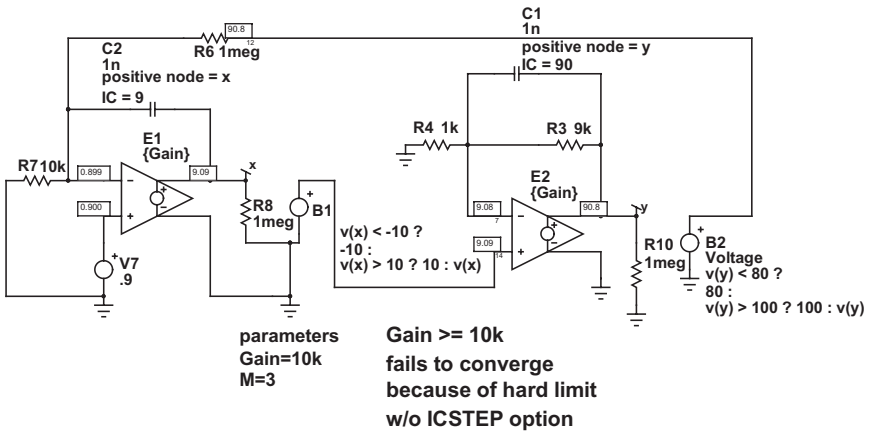 C1
1n
positive node = y
IC = 90
90.8
12
R6 1meg
C2
1n
positive node = x
IC = 9
R4 1k
R3 9k
E1
{Gain}
x
R710k
0.899
9.09
E2
{Gain}
R8
1meg
B1
0.900
9.08
7
90.8
y
v(x) < -10 ?
-10 :
v(x) > 10 ? 10 : v(x)
9.09
14
R10
1meg
B2
Voltage
v(y) < 80 ?
80 :
v(y) > 100 ? 100 : v(y)
V7
.9
parameters
Gain=10k
M=3
Gain >= 10k
fails to converge
because of hard limit
w/o ICSTEP option